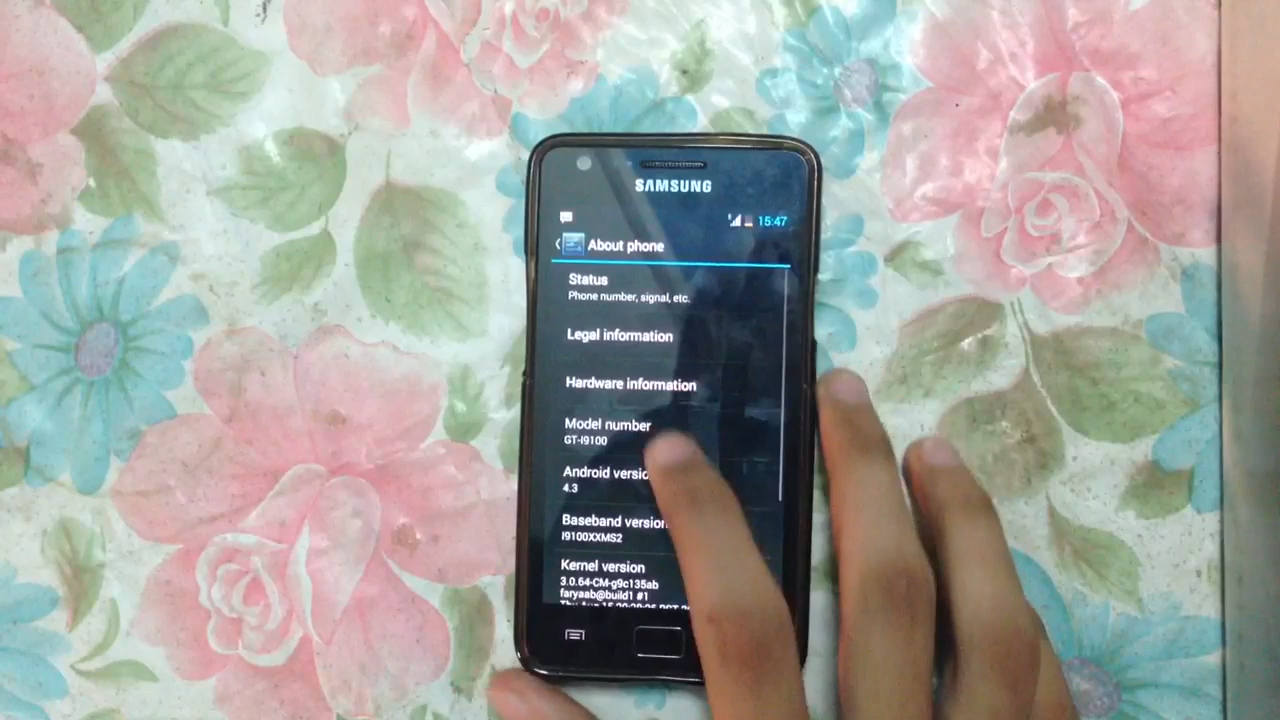 SAMSUNG
15:47
About phone
Status
Phone number, signal, etc.
Legal information
Hardware information
Model number
GT-I9100
Android versio
4.3
Baseband version
I9100XXMS2
Kernel version
3.0.64-CM-g9c135ab
faryaab@build1 #1